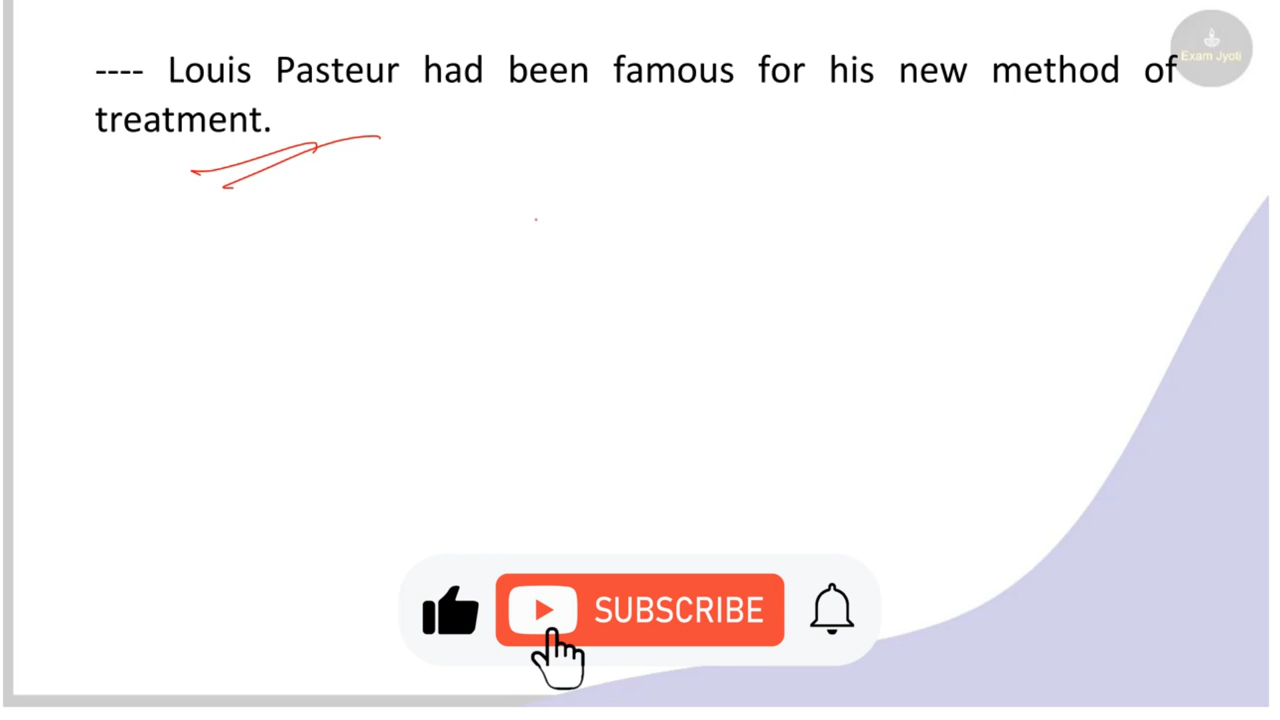 ---- Louis Pasteur had been famous for his new method of
treatment.
Exam Jyoti
SUBSCRIBE